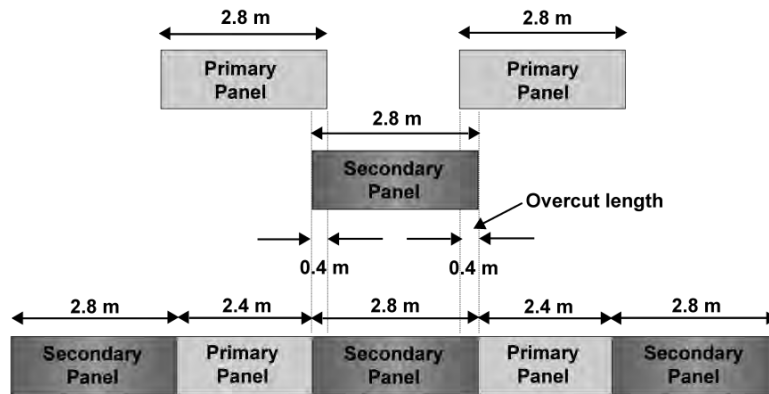 2.8 m 2.8 m
Primary Panel Primary Panel
2.8 m
Secondary Panel
Overcut length
0.4 m 0.4 m
2.8 m 2.4 m 2.8 m 2.4 m 2.8 m
Secondary Panel Primary Panel Secondary Panel Primary Panel Secondary Panel